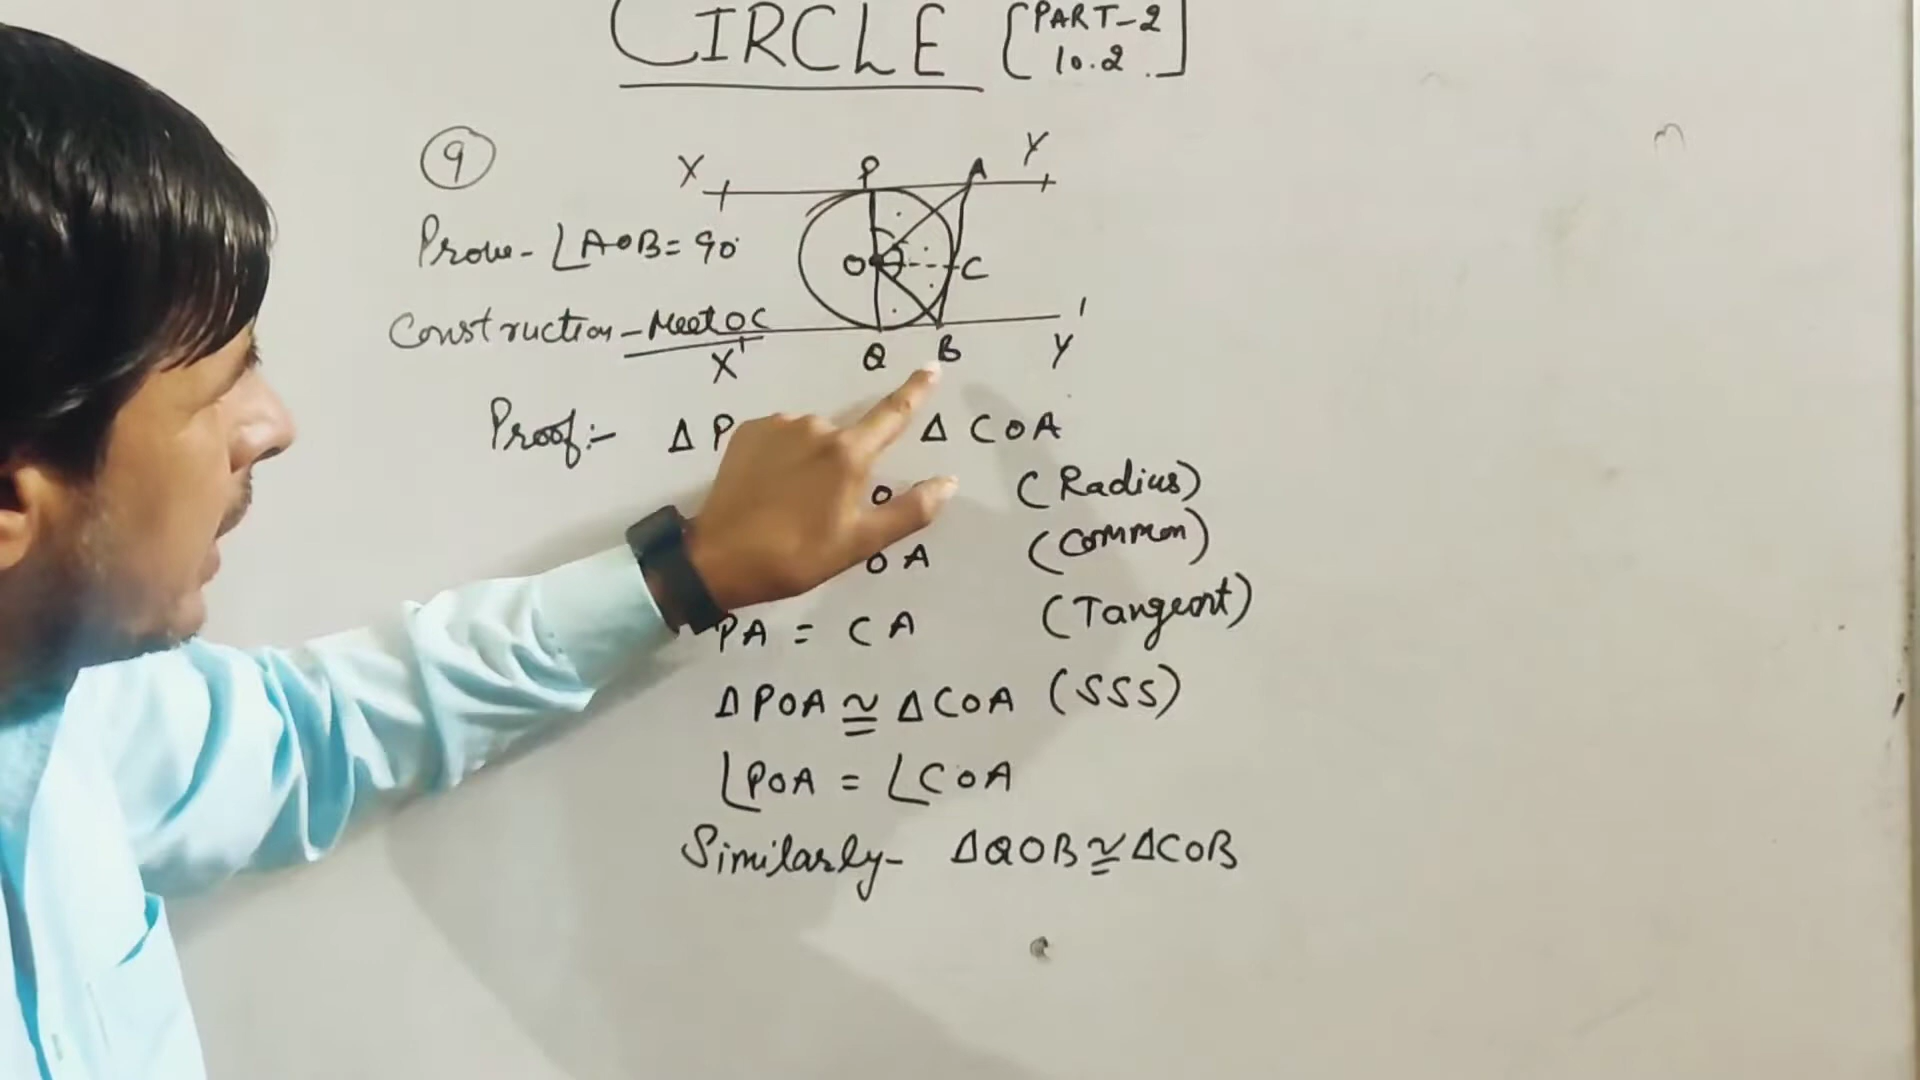 CIRCLE [PART-2
10.2]
9
X P A Y
Prove- ∠AOB = 90°
O C
Construction - Meet OC
X' Q B Y'
Proof:- Δ P Δ COA
O (Radius)
OA (Common)
PA = CA (Tangent)
ΔPOA ≅ ΔCOA (SSS)
∠POA = ∠COA
Similarly- ΔQOB ≅ ΔCOB